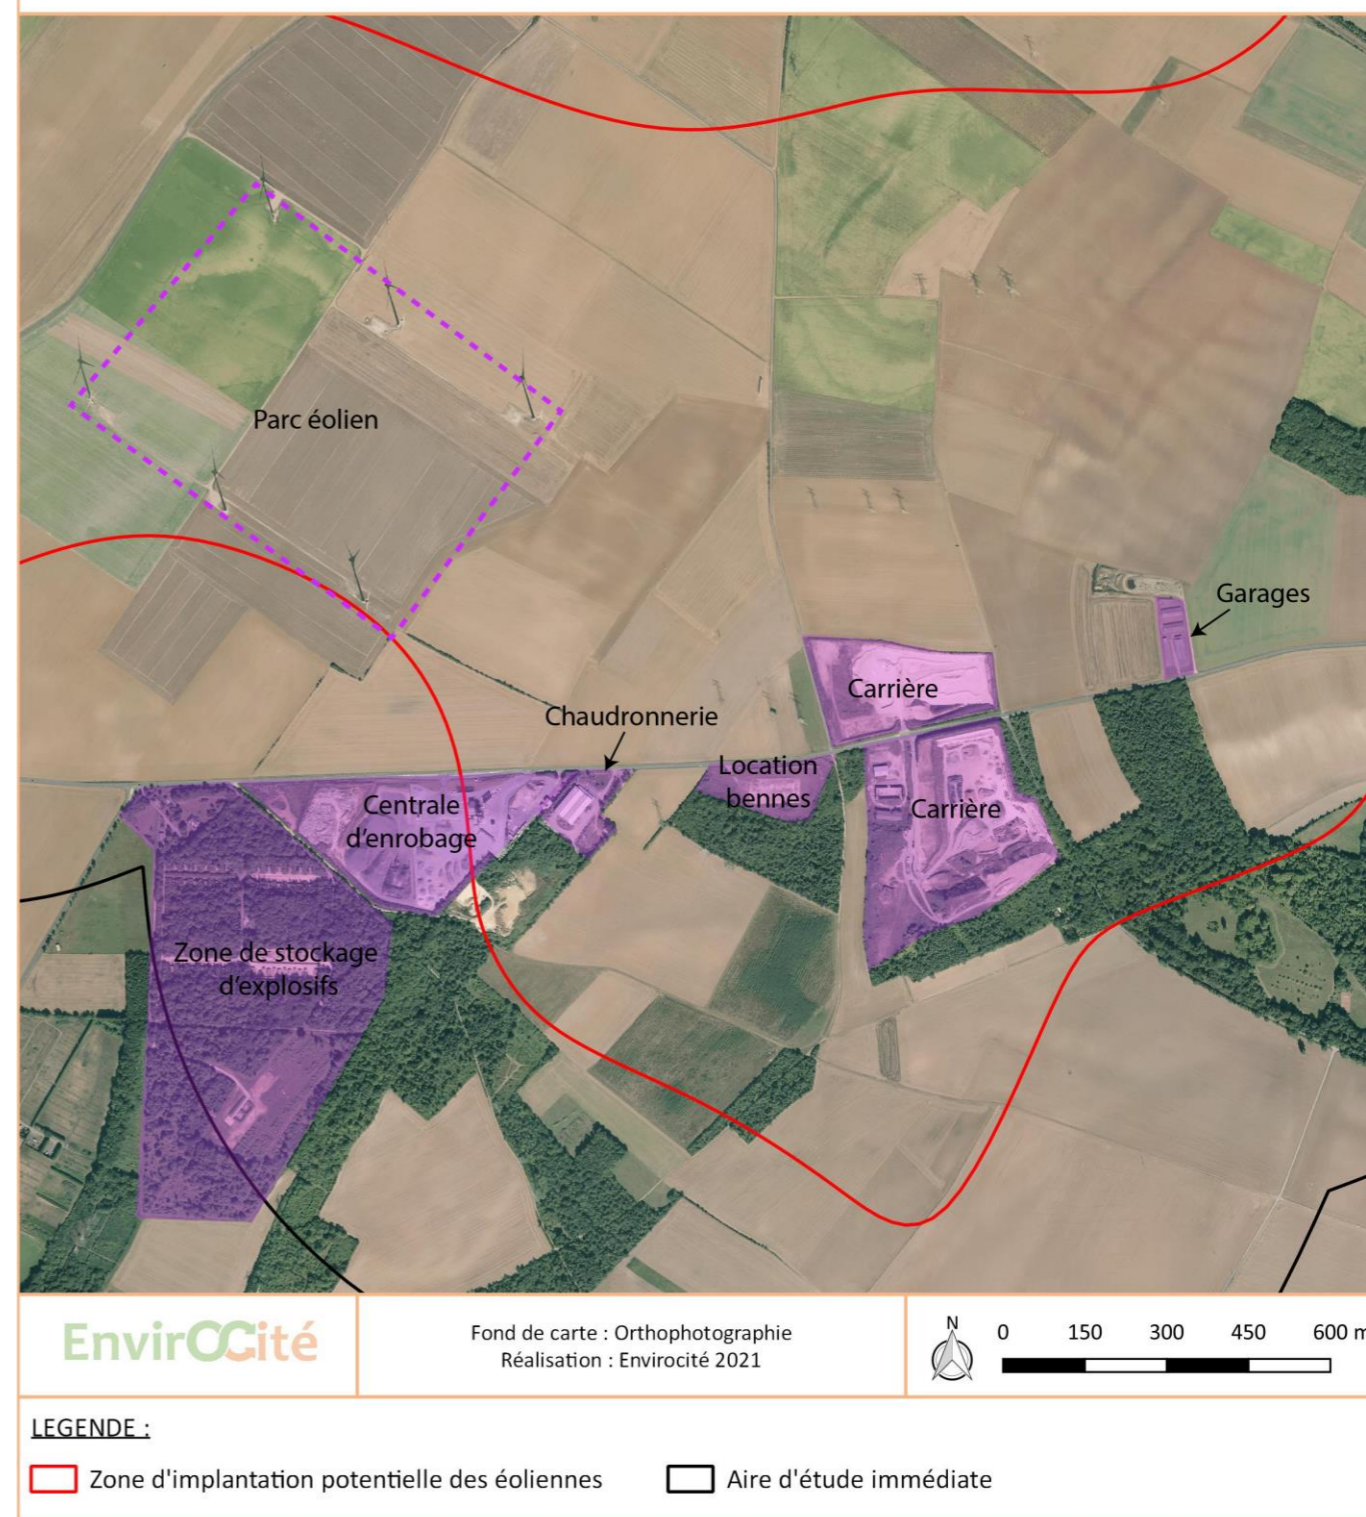 Parc éolien
Garages
Carrière
Chaudronnerie
Location
bennes
Centrale
d'enrobage
Carrière
Zone de stockage
d'explosifs
EnvirOCité
Fond de carte : Orthophotographie
Réalisation : Envirocité 2021
N
0 150 300 450 600 m
LEGENDE :
Zone d'implantation potentielle des éoliennes
Aire d'étude immédiate